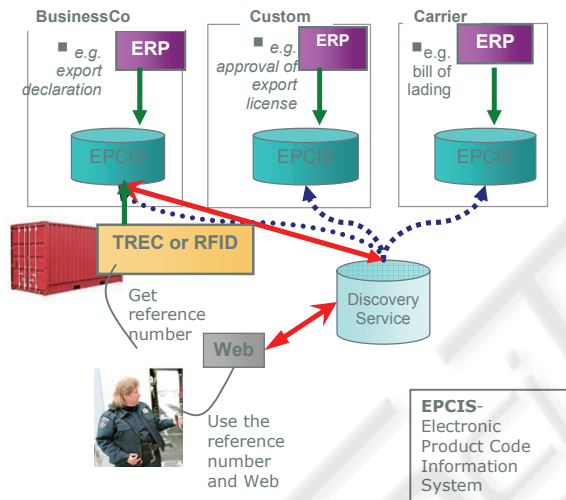 BusinessCo
Custom
Carrier
■ e.g.
export
declaration
ERP
■ e.g.
approval of
export
license
ERP
■ e.g.
bill of
lading
ERP
EPCIS
EPCIS
EPCIS
TREC or RFID
Get
reference
number
Discovery
Service
Web
Use the
reference
number
and Web
EPCIS-
Electronic
Product Code
Information
System